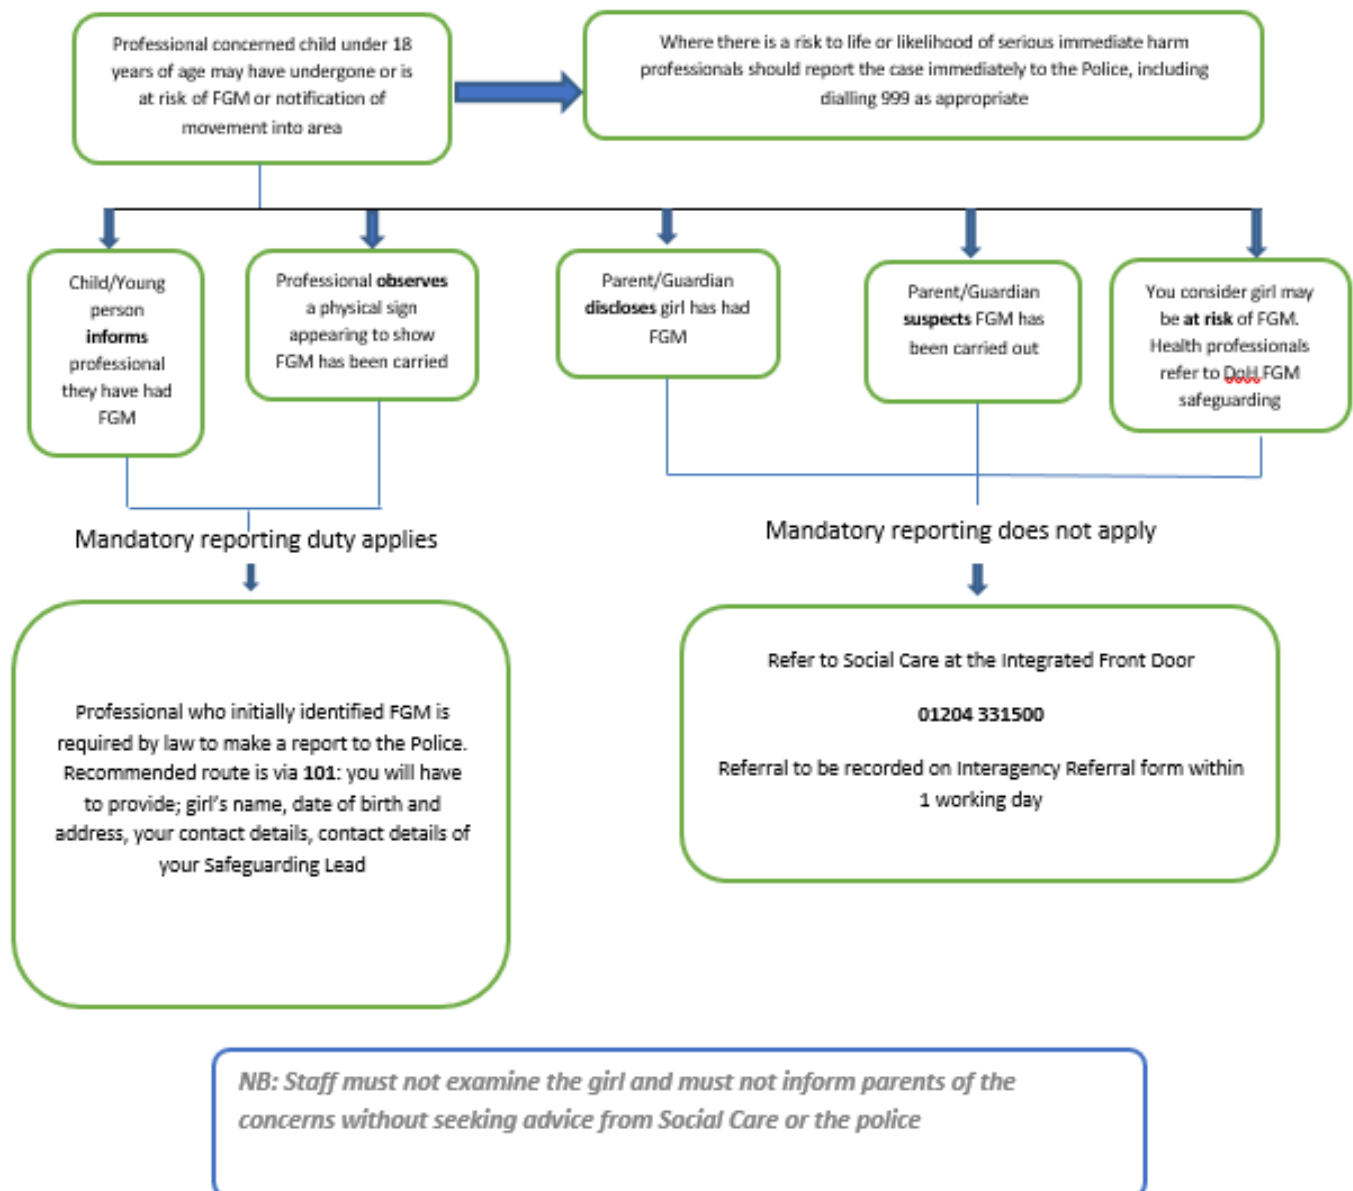 Professional concerned child under 18
years of age may have undergone or is
at risk of FGM or notification of
movement into area
Where there is a risk to life or likelihood of serious immediate harm
professionals should report the case immediately to the Police, including
dialling 999 as appropriate
Child/Young
person
informs
professional
they have had
FGM
Professional observes
a physical sign
appearing to show
FGM has been carried
Parent/Guardian
discloses girl has had
FGM
Parent/Guardian
suspects FGM has
been carried out
You consider girl may
be at risk of FGM.
Health professionals
refer to DoH FGM
safeguarding
Mandatory reporting duty applies
Mandatory reporting does not apply
Professional who initially identified FGM is
required by law to make a report to the Police.
Recommended route is via 101: you will have
to provide; girl's name, date of birth and
address, your contact details, contact details of
your Safeguarding Lead
Refer to Social Care at the Integrated Front Door
01204 331500
Referral to be recorded on Interagency Referral form within
1 working day
NB: Staff must not examine the girl and must not inform parents of the
concerns without seeking advice from Social Care or the police